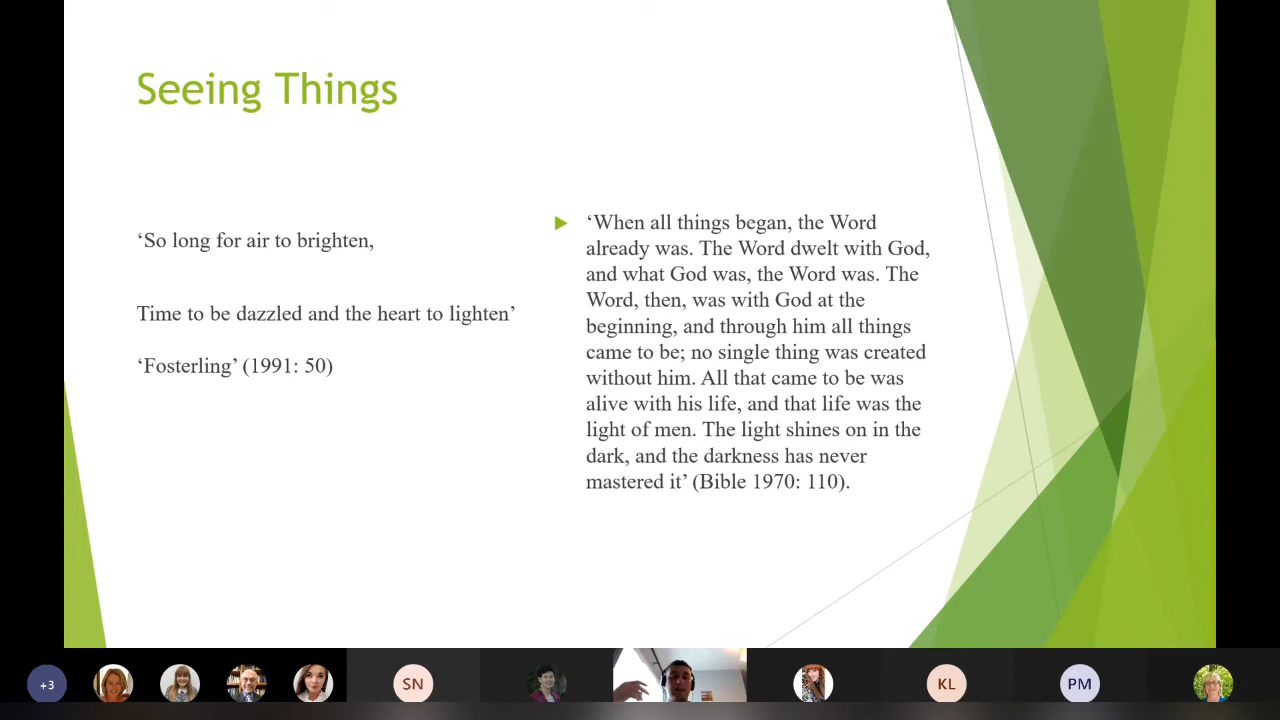 Seeing Things
‘So long for air to brighten,
Time to be dazzled and the heart to lighten’
‘Fosterling’ (1991: 50)
‘When all things began, the Word
already was. The Word dwelt with God,
and what God was, the Word was. The
Word, then, was with God at the
beginning, and through him all things
came to be; no single thing was created
without him. All that came to be was
alive with his life, and that life was the
light of men. The light shines on in the
dark, and the darkness has never
mastered it’ (Bible 1970: 110).
+3
SN
KL
PM